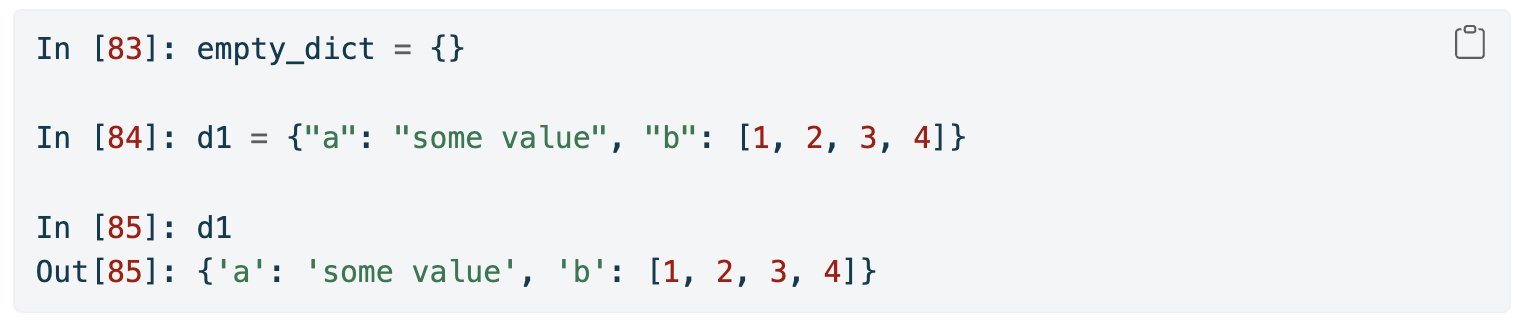 In [83]: empty_dict = {}
In [84]: d1 = {"a": "some value", "b": [1, 2, 3, 4]}
In [85]: d1
Out[85]: {'a': 'some value', 'b': [1, 2, 3, 4]}